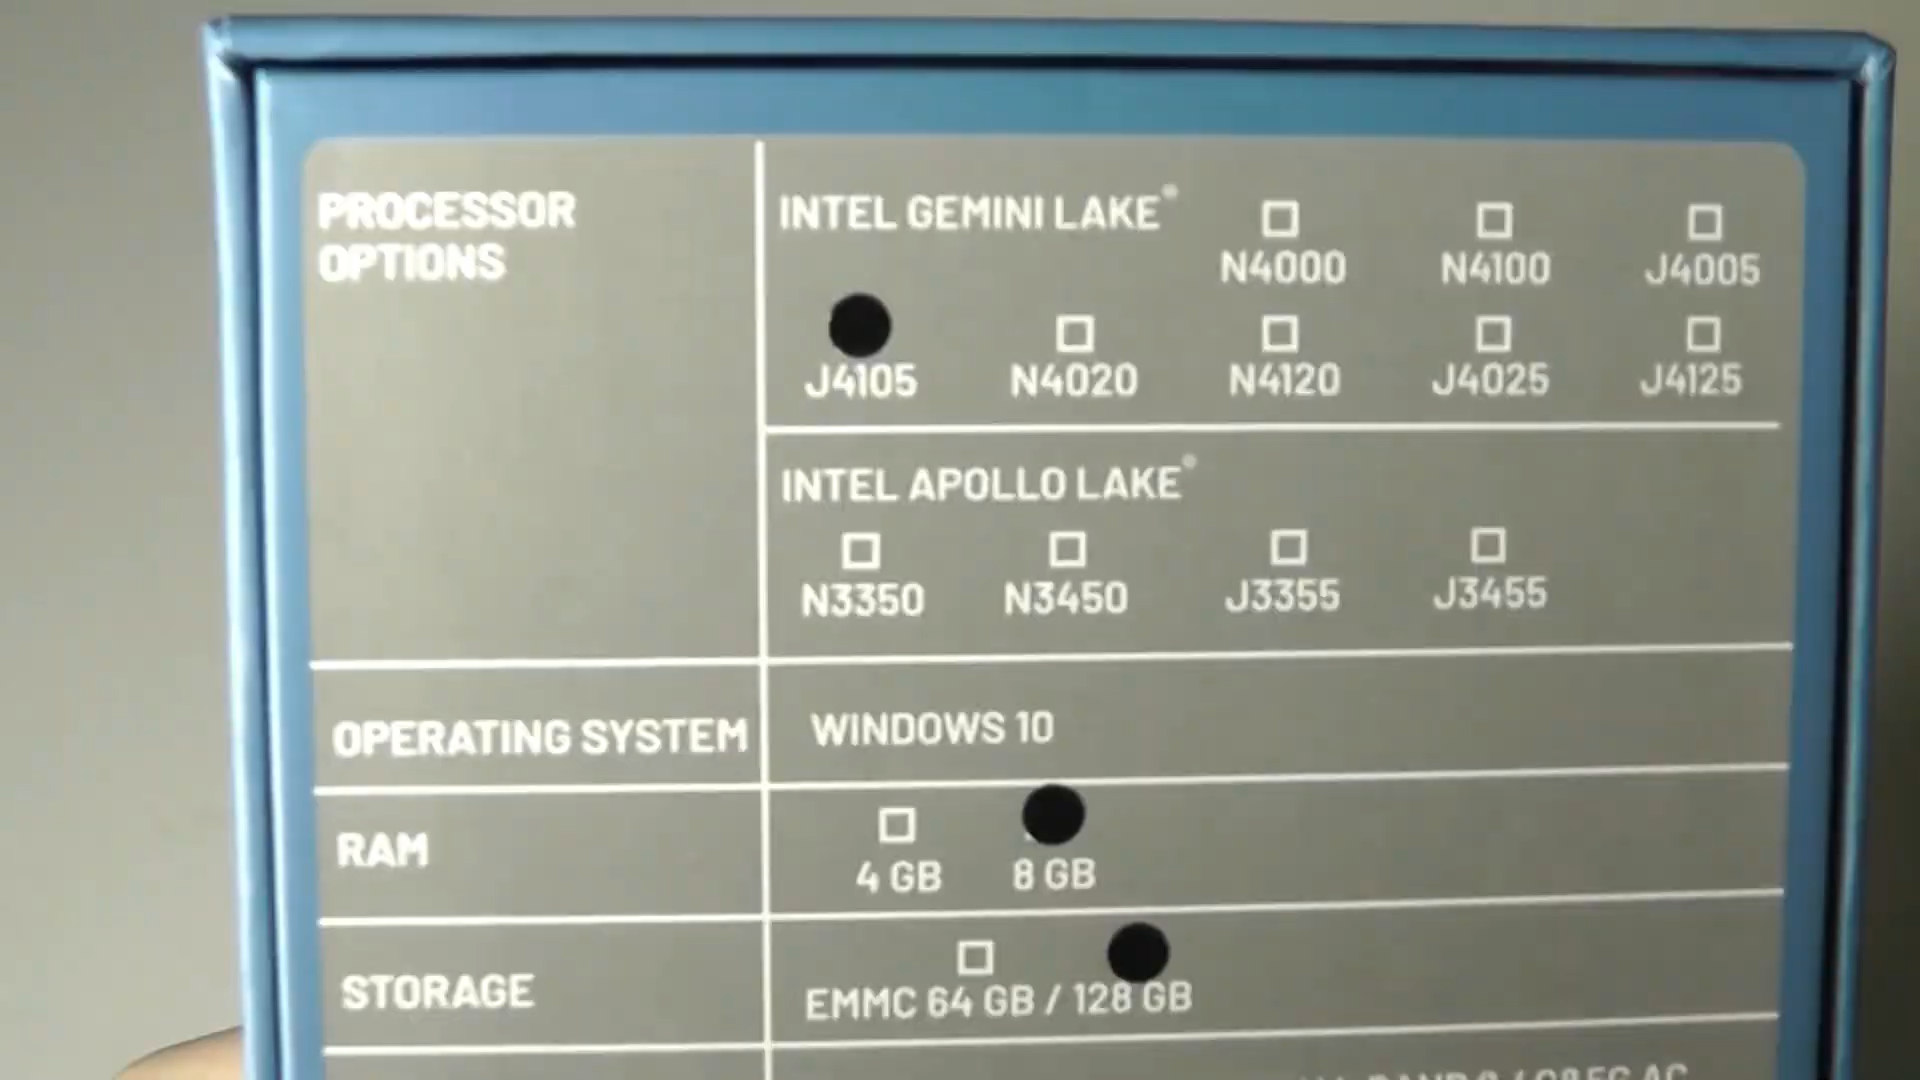 PROCESSOR
OPTIONS
INTEL GEMINI LAKE®
N4000 N4100 J4005
J4105 N4020 N4120 J4025 J4125
INTEL APOLLO LAKE®
N3350 N3450 J3355 J3455
OPERATING SYSTEM
WINDOWS 10
RAM
4 GB 8 GB
STORAGE
EMMC 64 GB / 128 GB